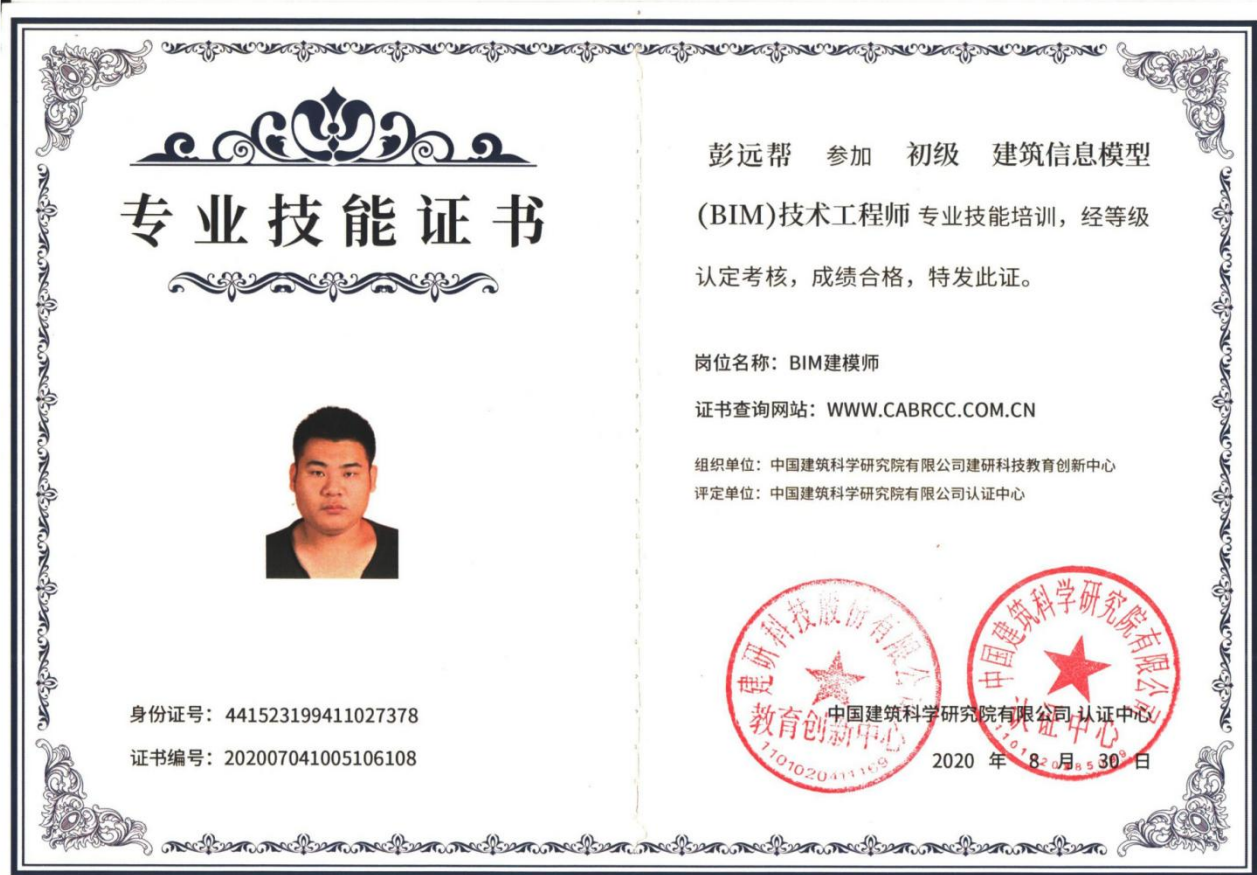 专业技能证书
身份证号：441523199411027378
证书编号：202007041005106108
彭远帮 参加 初级 建筑信息模型
(BIM)技术工程师 专业技能培训，经等级
认定考核，成绩合格，特发此证。
岗位名称：BIM建模师
证书查询网站：WWW.CABRCC.COM.CN
组织单位：中国建筑科学研究院有限公司建研科技教育创新中心
评定单位：中国建筑科学研究院有限公司认证中心
建研科技股份有限公司
教育创新中心
中国建筑科学研究院有限公司
认证中心
中国建筑科学研究院有限公司 认证中心
2020 年 8 月 30 日